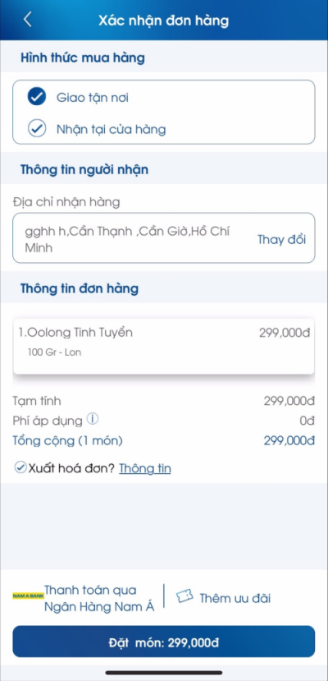 Xác nhận đơn hàng
Hình thức mua hàng
Giao tận nơi
Nhận tại cửa hàng
Thông tin người nhận
Địa chỉ nhận hàng
gghh h,Cần Thạnh ,Cần Giờ,Hồ Chí
Minh
Thay đổi
Thông tin đơn hàng
1.Oolong Tinh Tuyển 299,000đ
100 Gr - Lon
Tạm tính 299,000đ
Phí áp dụng 0đ
Tổng cộng (1 món) 299,000đ
Xuất hoá đơn? Thông tin
NAM A BANK
Thanh toán qua
Ngân Hàng Nam Á
Thêm ưu đãi
Đặt món: 299,000đ